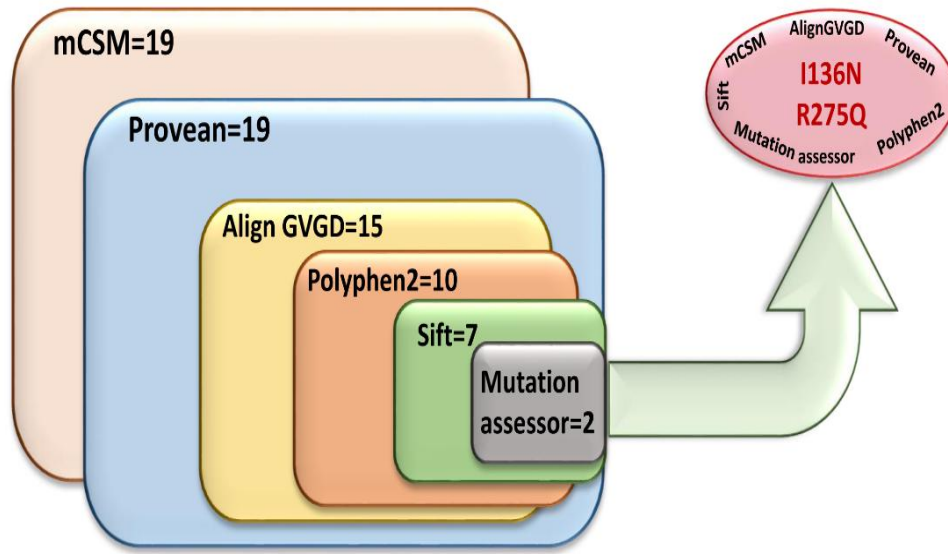 mCSM=19
Provean=19
Align GVGD=15
Polyphen2=10
Sift=7
Mutation
assessor=2
Sift
mCSM
AlignGVGD
Provean
I136N
R275Q
Mutation assessor
Polyphen2